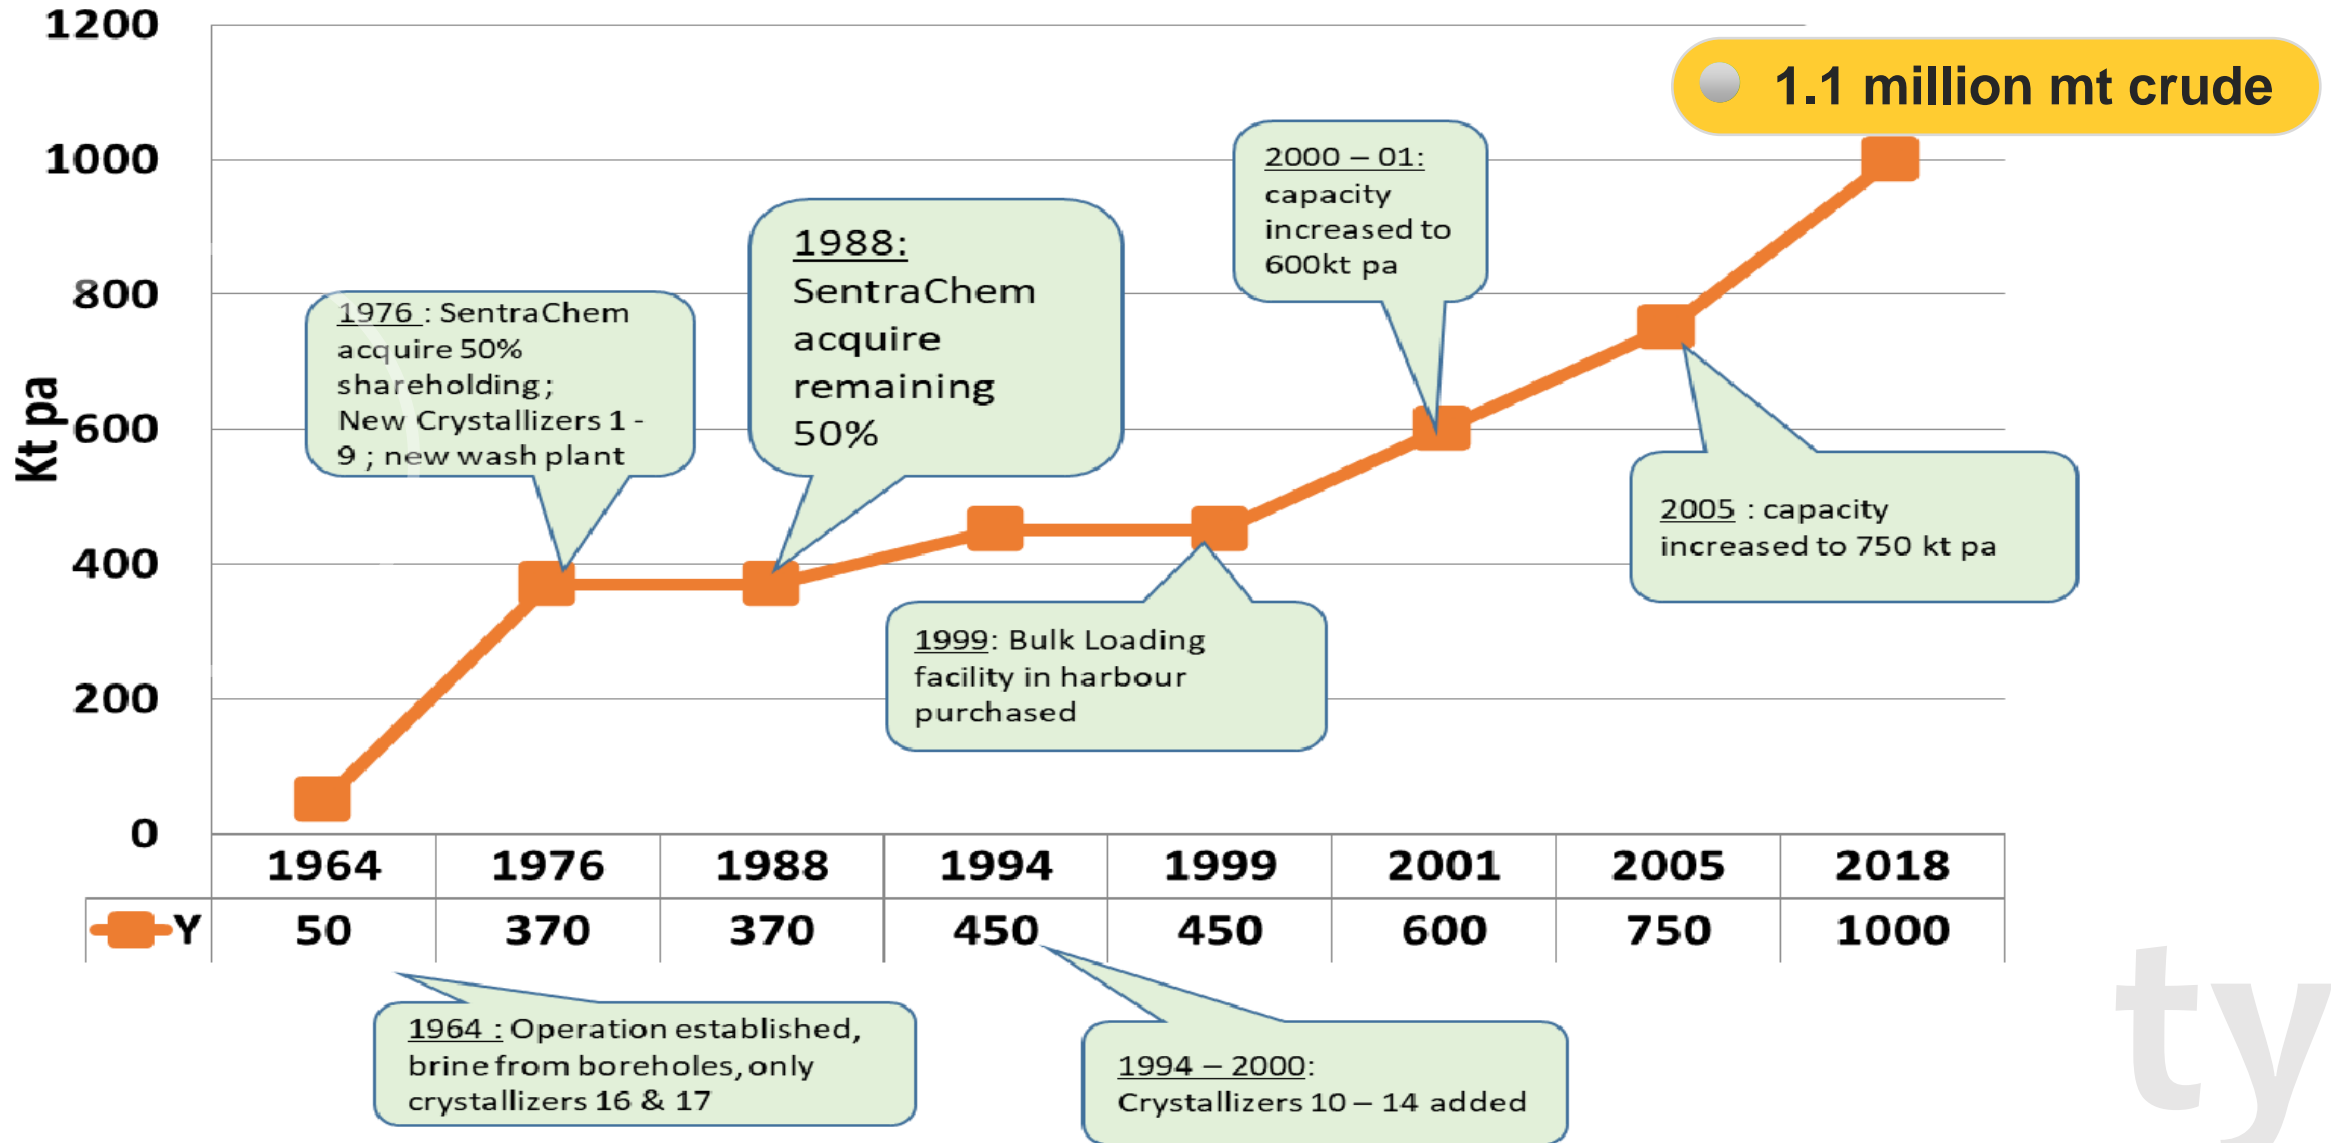 1200
1.1 million mt crude
1000
800
600
400
200
0
Kt pa
1976 : SentraChem
acquire 50%
shareholding;
New Crystallizers 1 -
9 ; new wash plant
1988:
SentraChem
acquire
remaining
50%
2000 – 01:
capacity
increased to
600kt pa
2005 : capacity
increased to 750 kt pa
1999: Bulk Loading
facility in harbour
purchased
1964 1976 1988 1994 1999 2001 2005 2018
Y 50 370 370 450 450 600 750 1000
1964 : Operation established,
brine from boreholes, only
crystallizers 16 & 17
1994 – 2000:
Crystallizers 10 – 14 added
ty